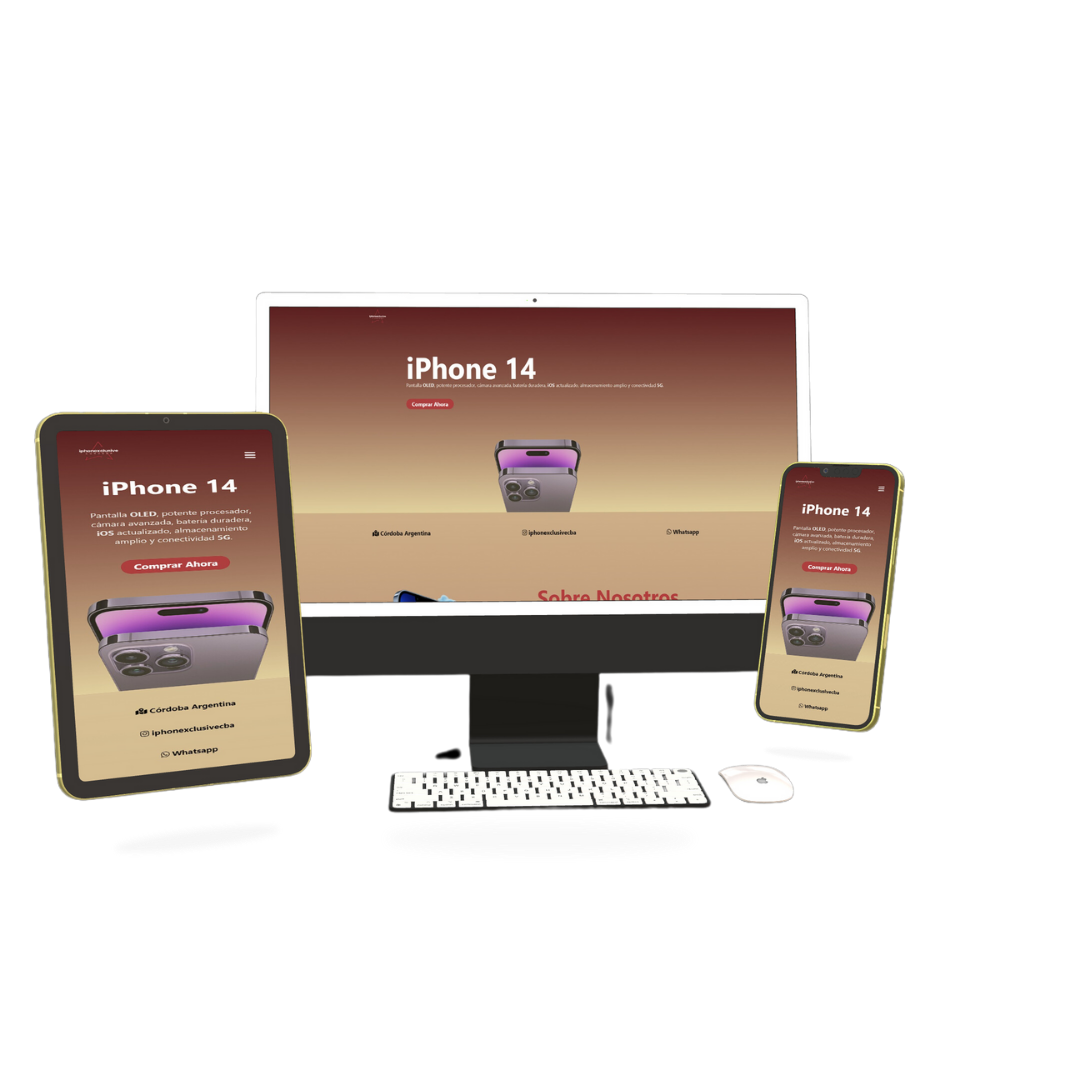 iPhone 14
Pantalla OLED, potente procesador, cámara avanzada, batería duradera, iOS actualizado, almacenamiento amplio y conectividad 5G.
Comprar Ahora
Córdoba Argentina
iphonexclusivecba
Whatsapp
Sobre Nosotros
iphonexclusive
iPhone 14
Pantalla OLED, potente procesador,
cámara avanzada, batería duradera,
iOS actualizado, almacenamiento
amplio y conectividad 5G.
Comprar Ahora
Córdoba Argentina
iphonexclusivecba
Whatsapp
iPhone 14
Pantalla OLED, potente procesador,
cámara avanzada, batería duradera,
iOS actualizado, almacenamiento
amplio y conectividad 5G.
Comprar Ahora
Córdoba Argentina
iphonexclusivecba
Whatsapp